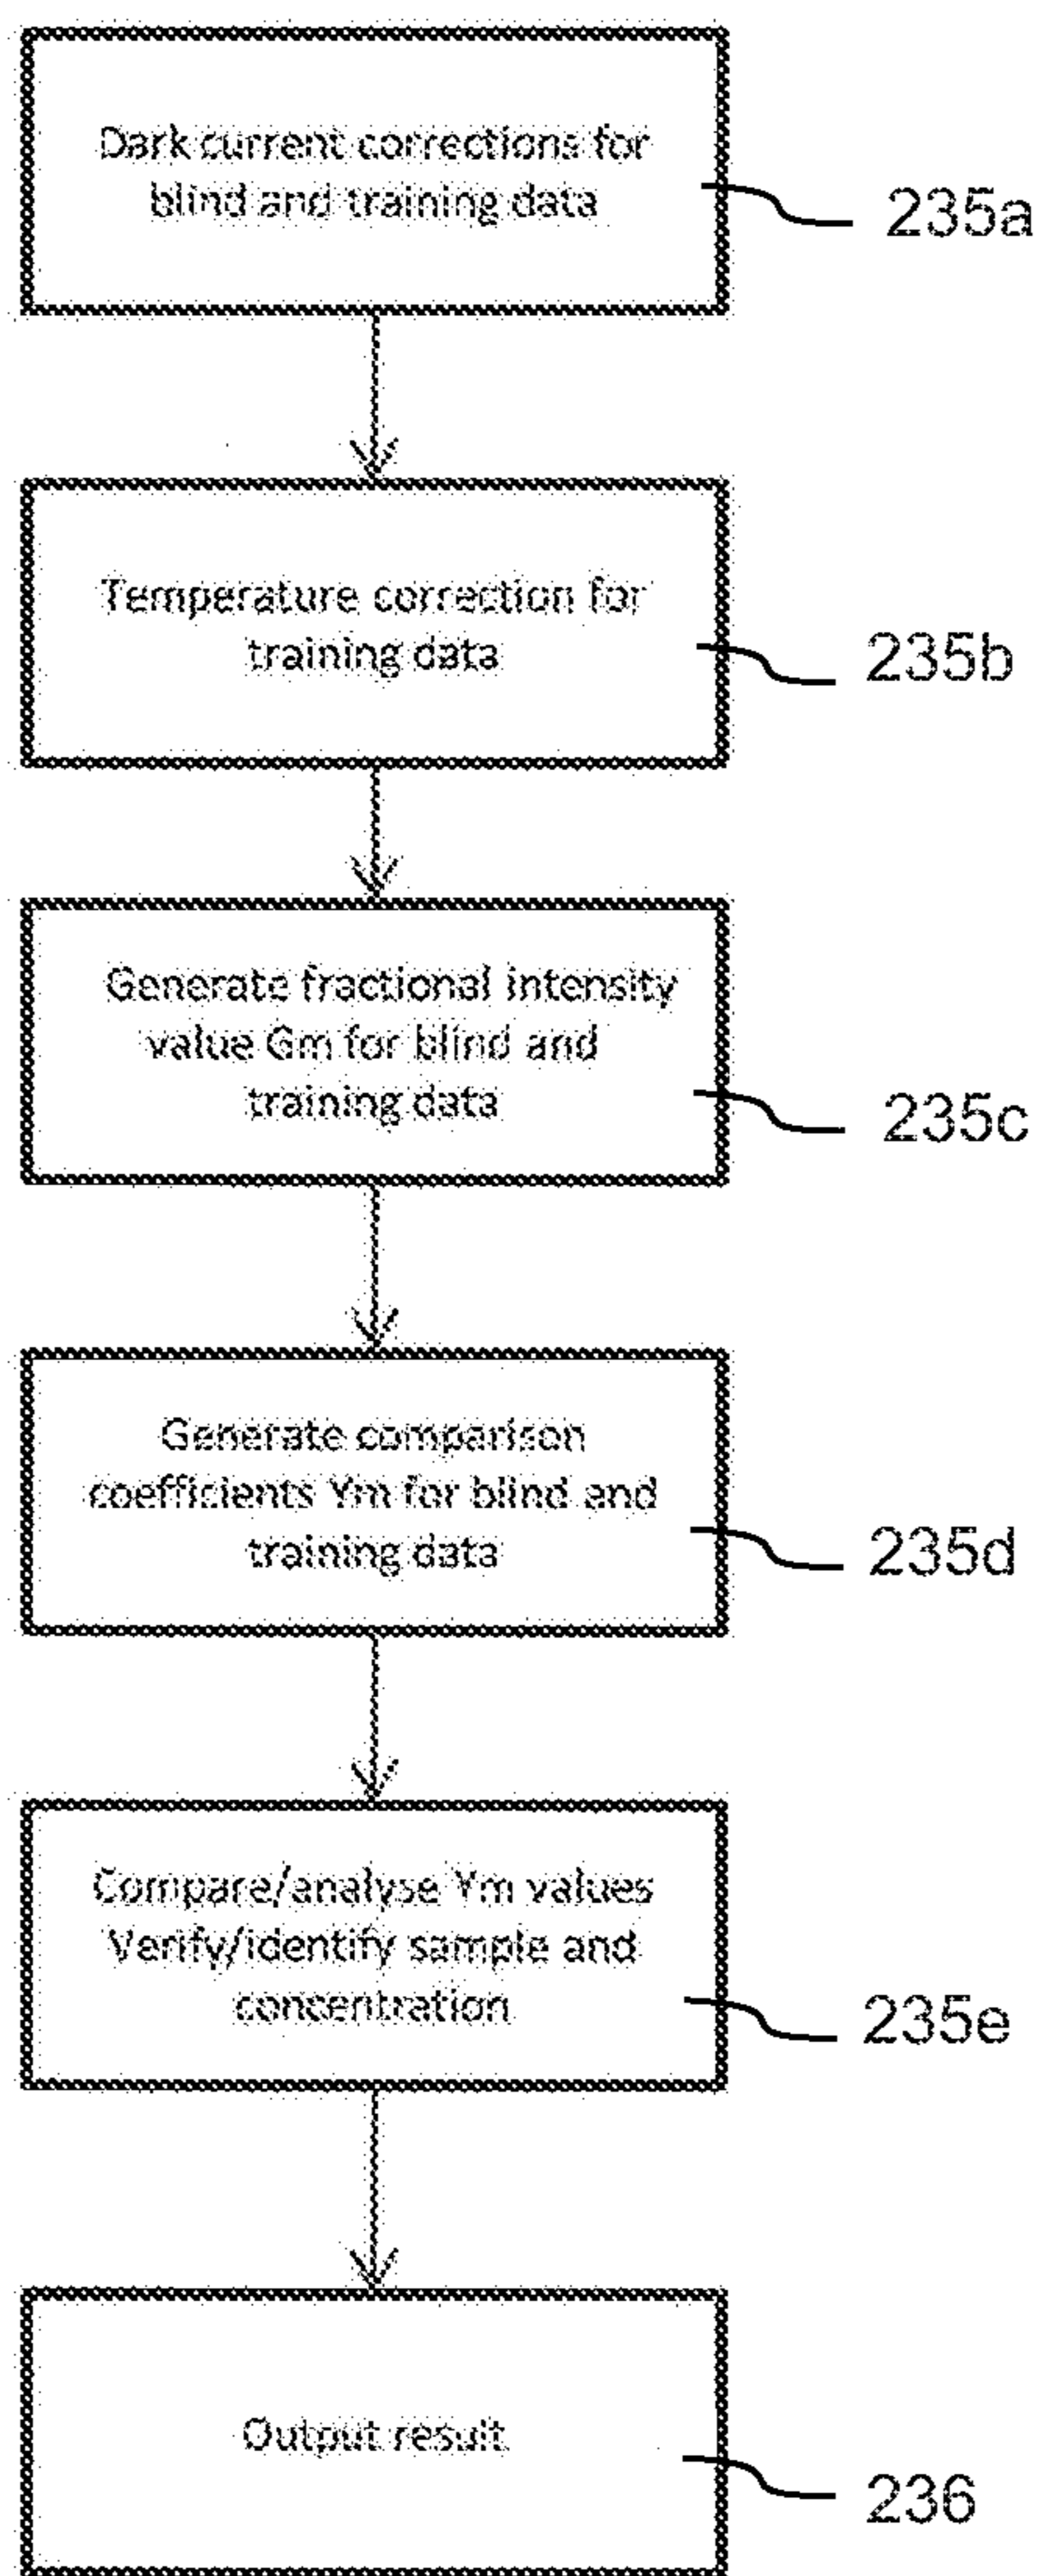 Dark current corrections for
blind and training data
235a
Temperature correction for
training data
235b
Generate fractional intensity
value Gm for blind and
training data
235c
Generate comparison
coefficients Ym for blind and
training data
235d
Compare/analyse Ym values
Verify/identify sample and
concentration
235e
Output result
236